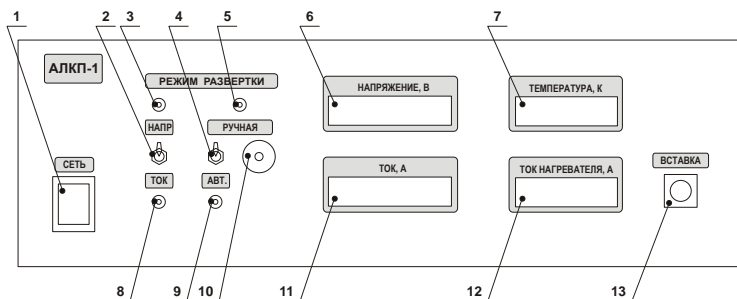 1 2 3 4 5 6 7
АЛКП-1
РЕЖИМ РАЗВЕРТКИ
НАПРЯЖЕНИЕ, В
ТЕМПЕРАТУРА, К
НАПР
РУЧНАЯ
СЕТЬ
ТОК, А
ТОК НАГРЕВАТЕЛЯ, А
ВСТАВКА
ТОК
АВТ.
8 9 10 11 12 13